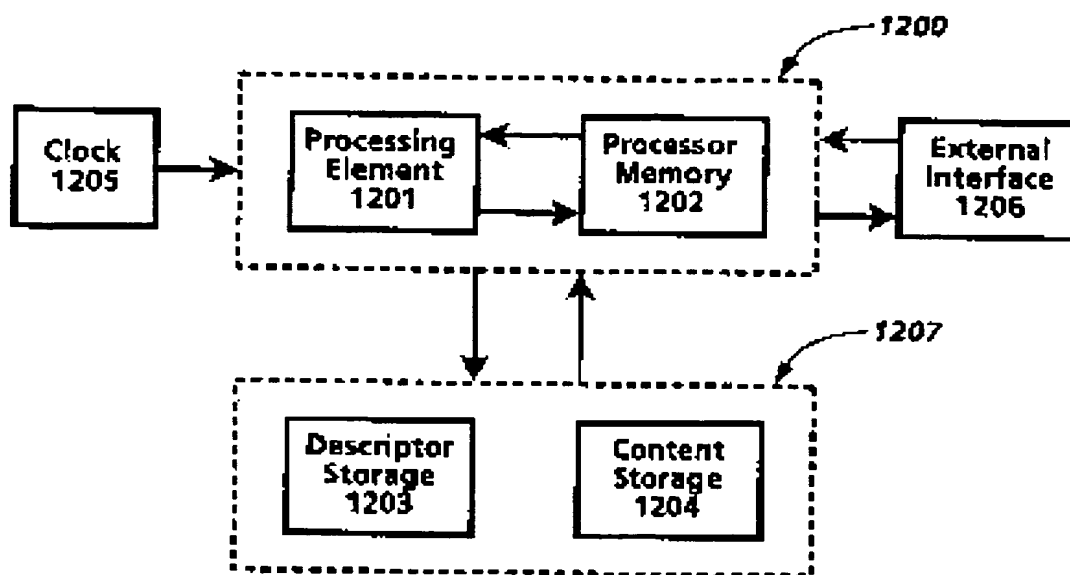 1200
Clock
1205
Processing
Element
1201
Processor
Memory
1202
External
Interface
1206
1207
Descriptor
Storage
1203
Content
Storage
1204